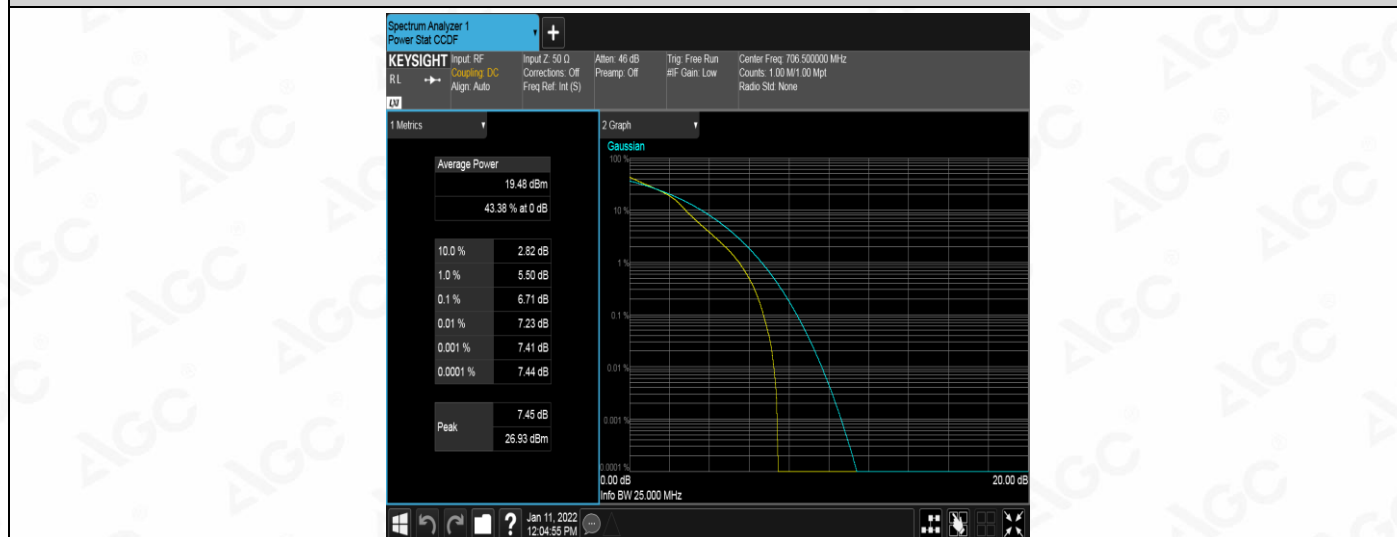 Spectrum Analyzer 1
Power Stat CCDF
+
KEYSIGHT
RL
LXI
Input: RF
Coupling: DC
Align: Auto
Input Z: 50 Ω
Corrections: Off
Freq Ref: Int (S)
Atten: 46 dB
Preamp: Off
Trig: Free Run
#IF Gain: Low
Center Freq: 706.500000 MHz
Counts: 1.00 M/1.00 Mpt
Radio Std: None
1 Metrics
Average Power
19.48 dBm
43.38 % at 0 dB
10.0 % 2.82 dB
1.0 % 5.50 dB
0.1 % 6.71 dB
0.01 % 7.23 dB
0.001 % 7.41 dB
0.0001 % 7.44 dB
Peak
7.45 dB
26.93 dBm
2 Graph
Gaussian
100 %
10 %
1 %
0.1 %
0.01 %
0.001 %
0.0001 %
0.00 dB 20.00 dB
Info BW 25.000 MHz
?
Jan 11, 2022
12:04:55 PM
AGC